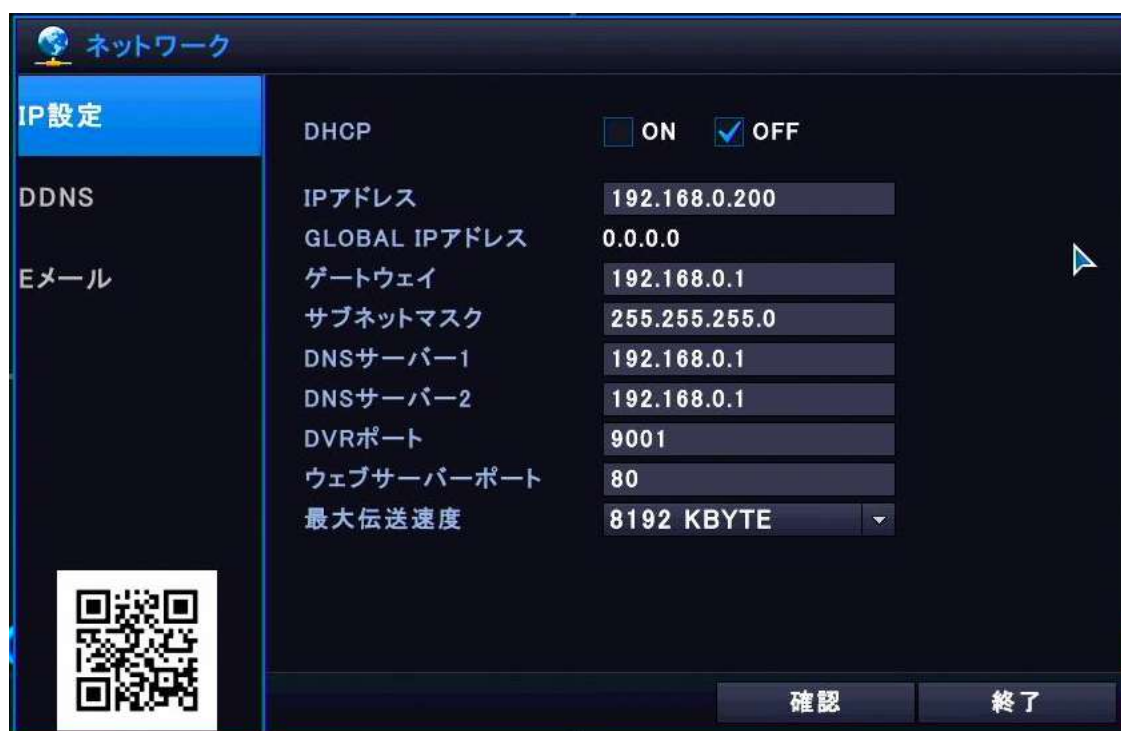 ネットワーク
IP設定
DDNS
Eメール
DHCP ON OFF
IPアドレス 192.168.0.200
GLOBAL IPアドレス 0.0.0.0
ゲートウェイ 192.168.0.1
サブネットマスク 255.255.255.0
DNSサーバー1 192.168.0.1
DNSサーバー2 192.168.0.1
DVRポート 9001
ウェブサーバーポート 80
最大伝送速度 8192 KBYTE
確認 終了